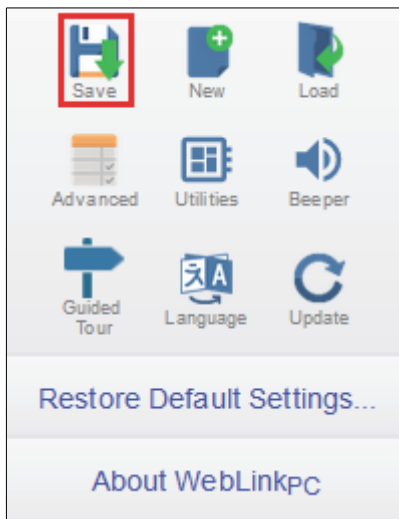 Save New Load
Advanced Utilities Beeper
Guided
Tour Language Update
Restore Default Settings...
About WebLinkPC